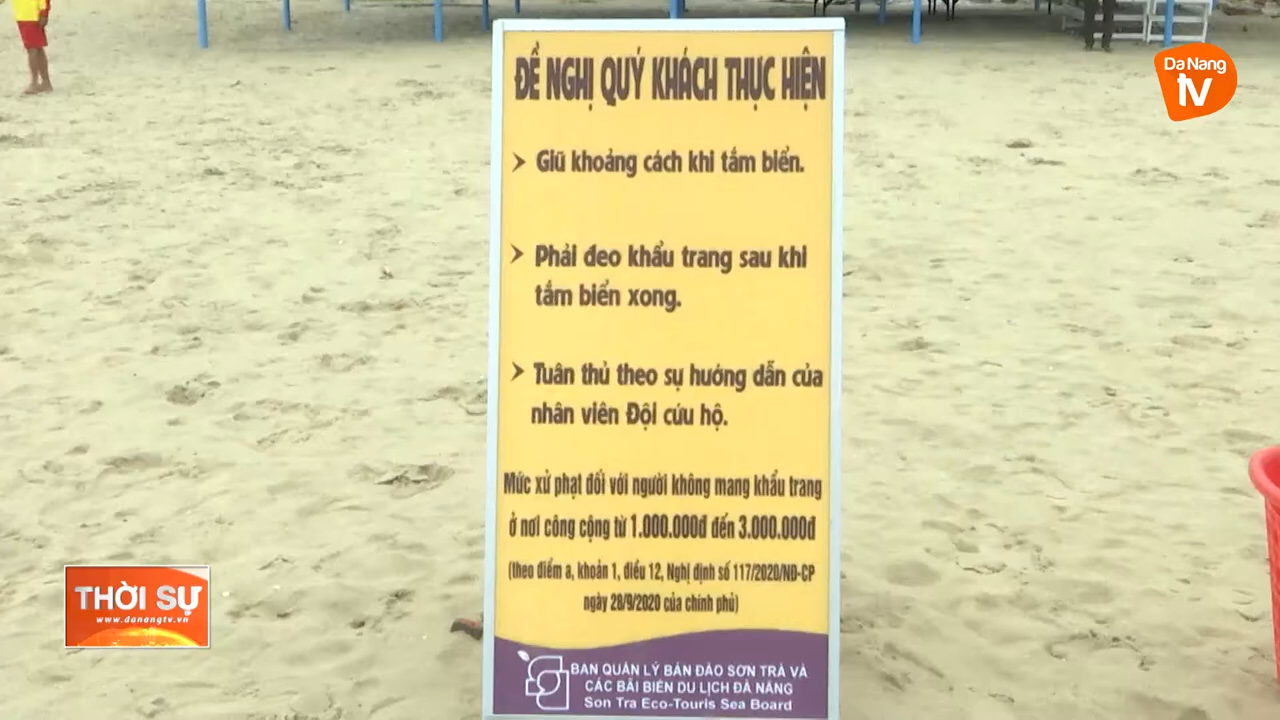 Da Nang
tv
ĐỀ NGHỊ QUÝ KHÁCH THỰC HIỆN
➢ Giữ khoảng cách khi tắm biển.
➢ Phải đeo khẩu trang sau khi
tắm biển xong.
➢ Tuân thủ theo sự hướng dẫn của
nhân viên Đội cứu hộ.
Mức xử phạt đối với người không mang khẩu trang
ở nơi công cộng từ 1.000.000đ đến 3.000.000đ
(theo điểm a, khoản 1, điều 12, Nghị định số 117/2020/NĐ-CP
ngày 28/9/2020 của chính phủ)
THỜI SỰ
www.danangtv.vn
BAN QUẢN LÝ BÁN ĐẢO SƠN TRÀ VÀ
CÁC BÃI BIỂN DU LỊCH ĐÀ NẴNG
Son Tra Eco-Touris Sea Board